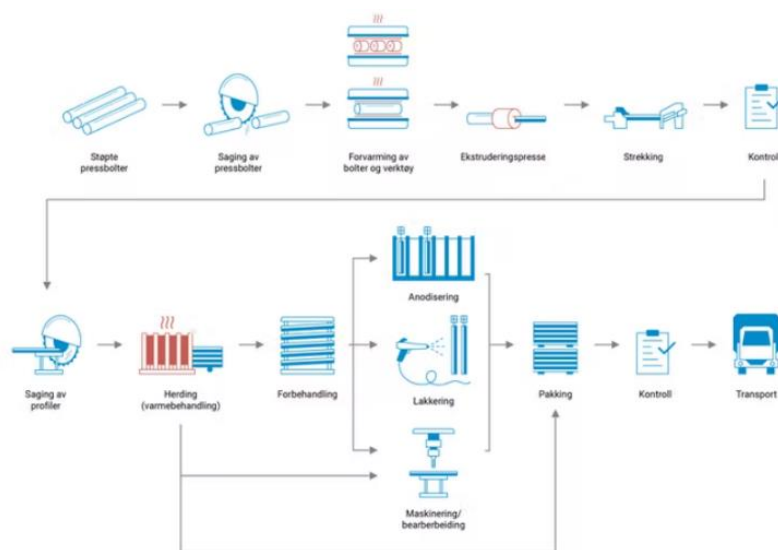 Støpte
pressbolter
Saging av
pressbolter
Forvarming av
bolter og verktøy
Ekstruderingspresse
Strekking
Kontrol
Saging av
profiler
Herding
(varmebehandling)
Forbehandling
Anodisering
Lakkering
Maskinering/
bearberbeiding
Pakking
Kontroll
Transport